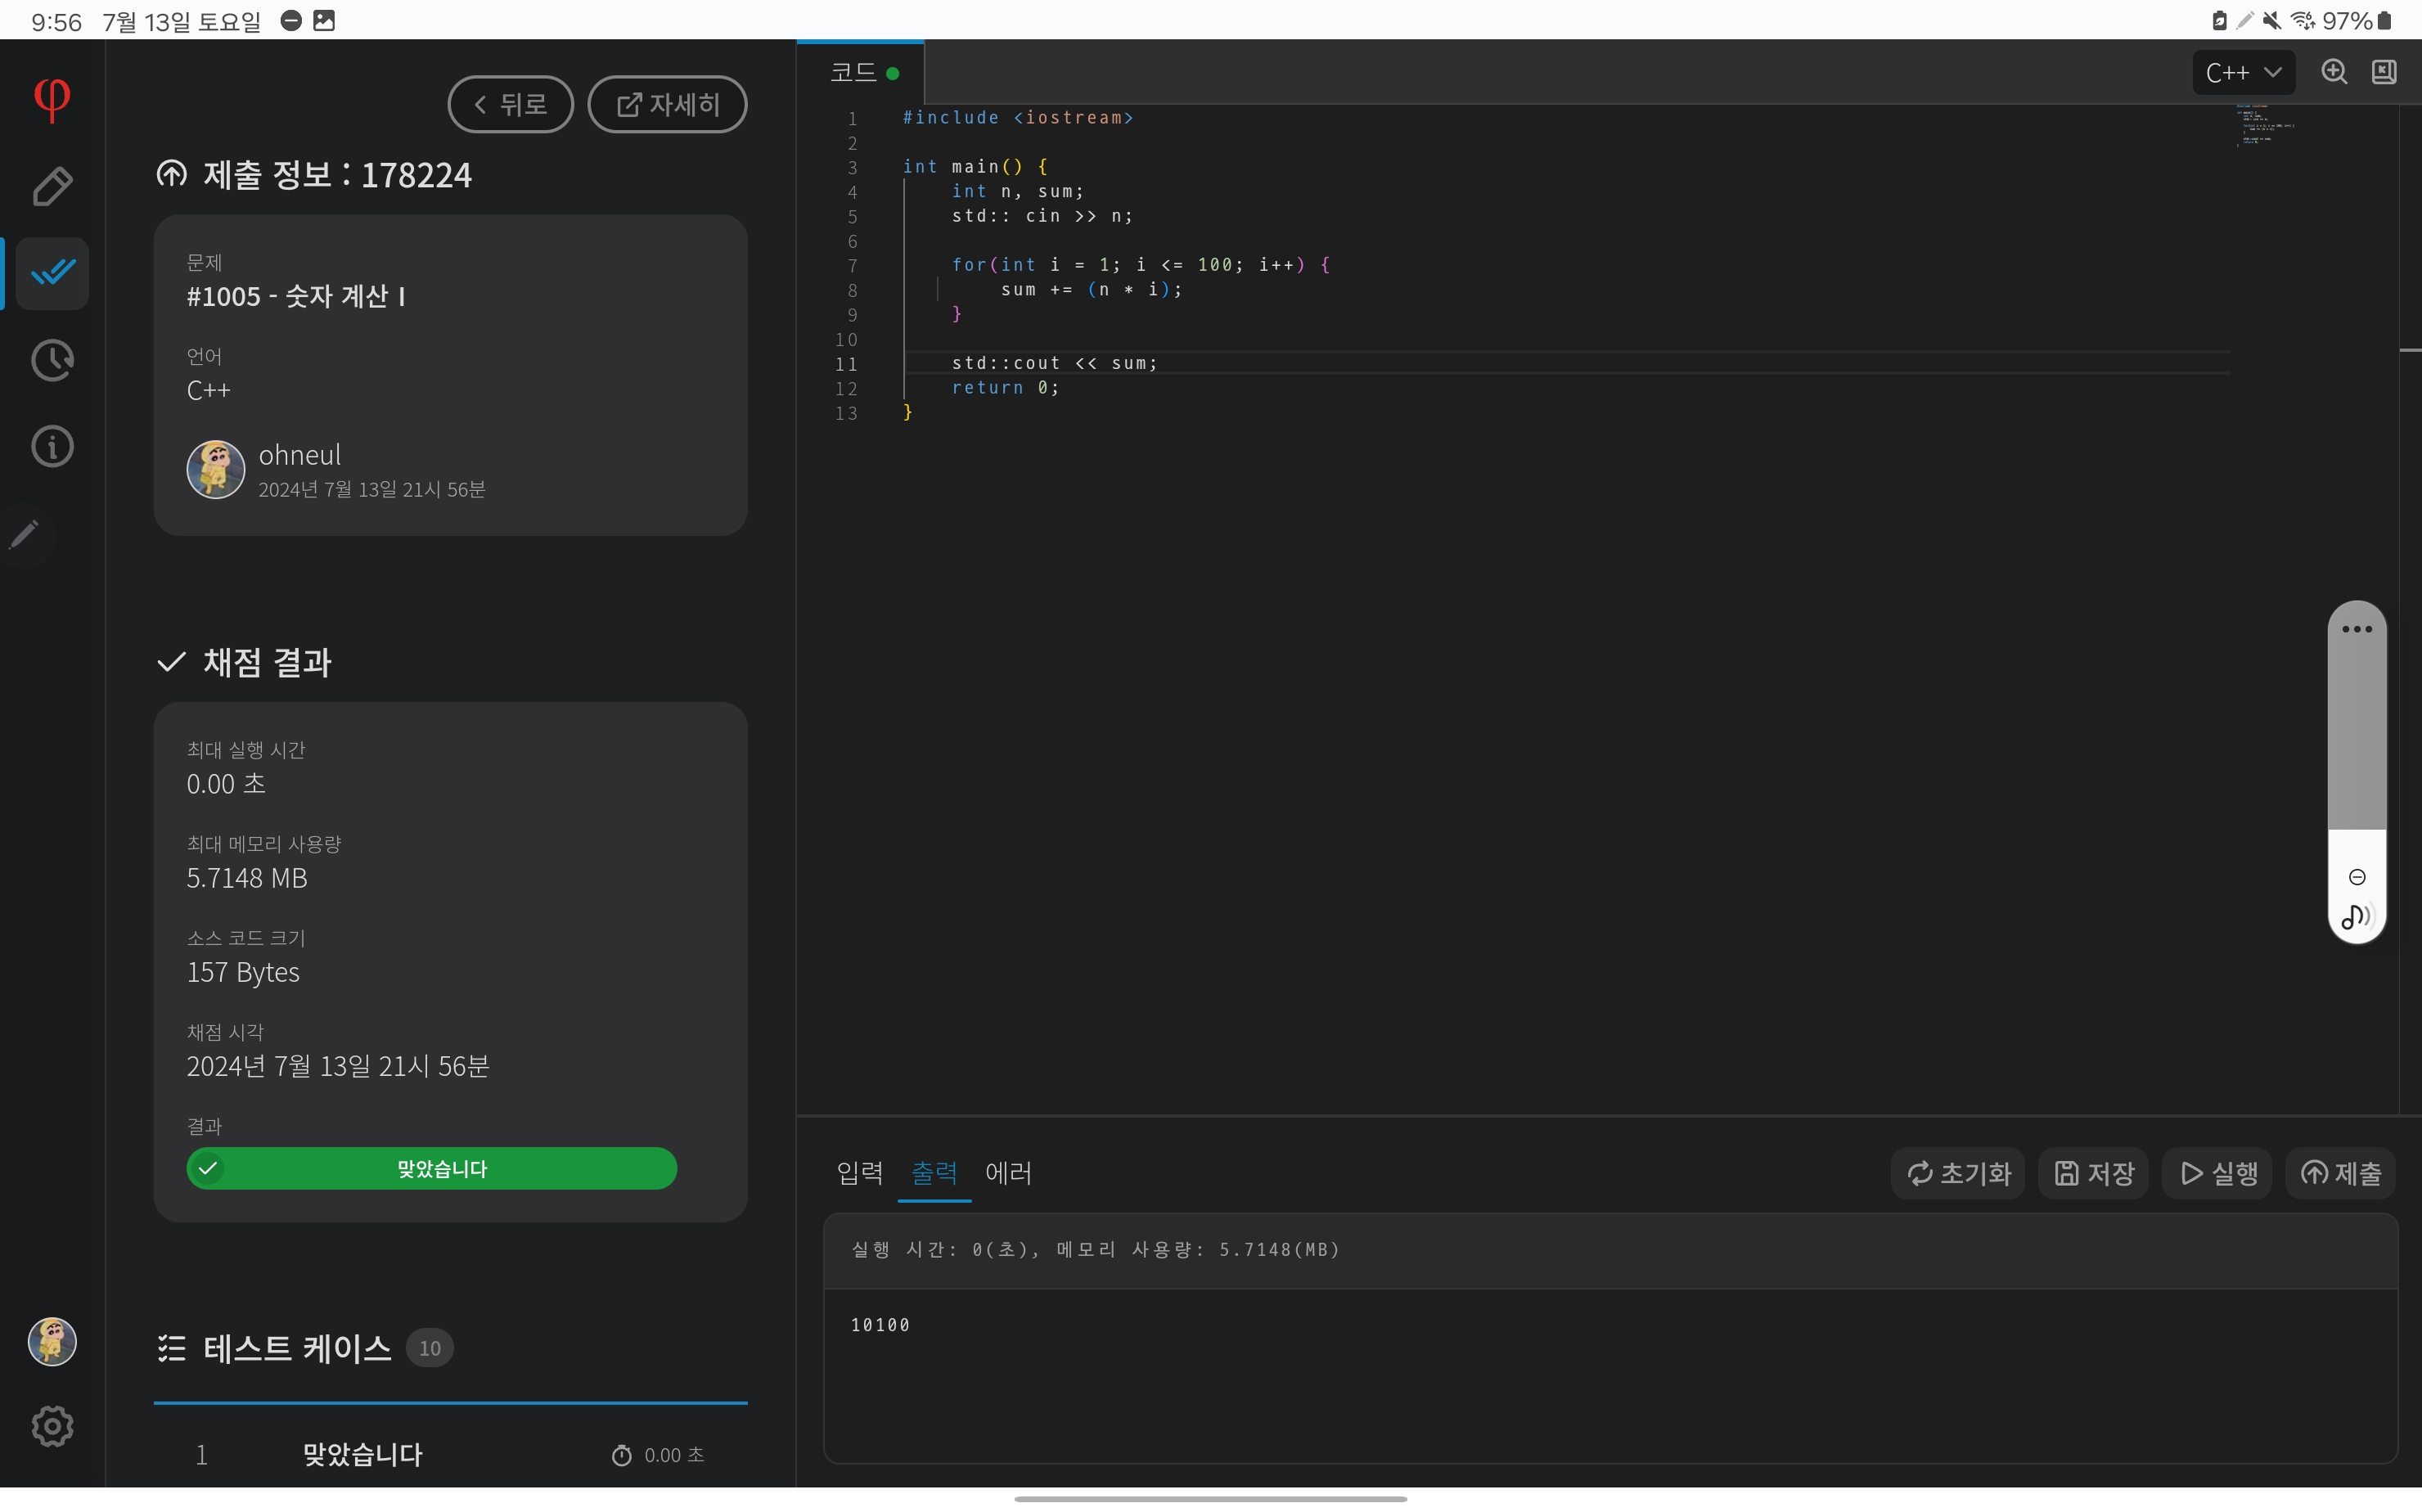 9:56 7월 13일 토요일
97%
φ
뒤로
자세히
제출 정보 : 178224
문제
#1005 - 숫자 계산 I
언어
C++
ohneul
2024년 7월 13일 21시 56분
채점 결과
최대 실행 시간
0.00 초
최대 메모리 사용량
5.7148 MB
소스 코드 크기
157 Bytes
채점 시각
2024년 7월 13일 21시 56분
결과
맞았습니다
테스트 케이스 10
1 맞았습니다 0.00 초
코드
C++
1 #include <iostream>
2
3 int main() {
4 int n, sum;
5 std:: cin >> n;
6
7 for(int i = 1; i <= 100; i++) {
8 sum += (n * i);
9 }
10
11 std::cout << sum;
12 return 0;
13 }
입력 출력 에러
초기화 저장 실행 제출
실행 시간: 0(초), 메모리 사용량: 5.7148(MB)
10100